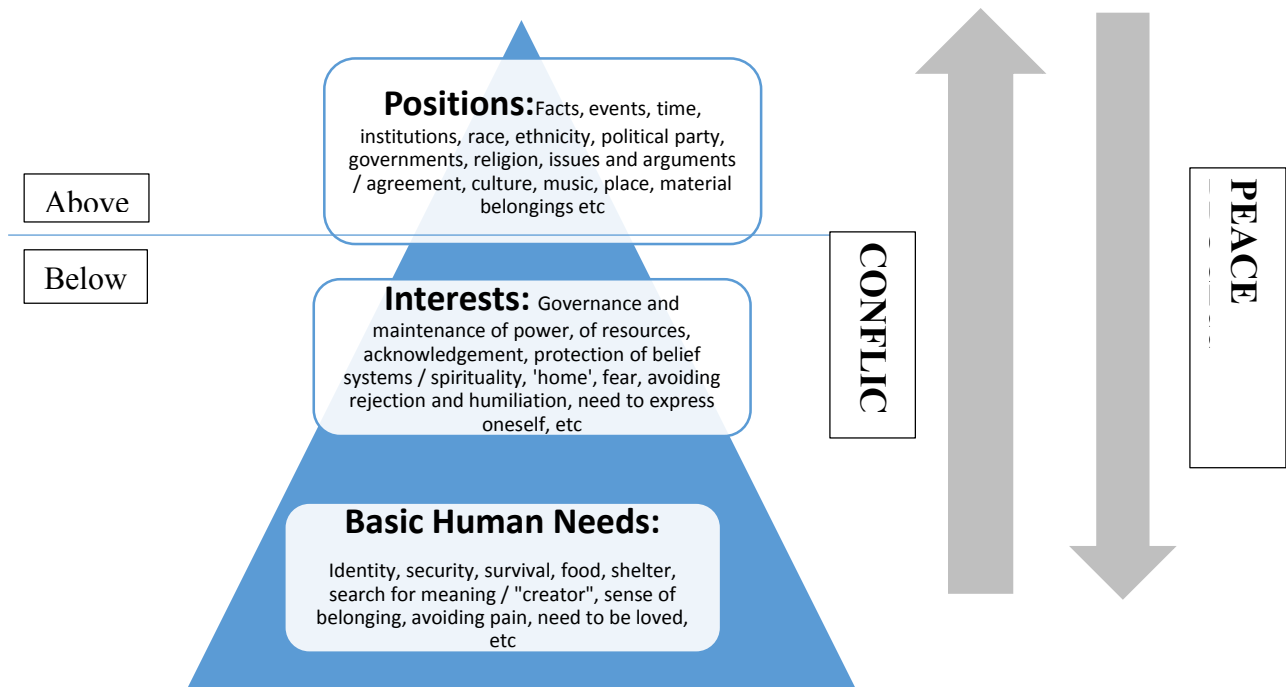 Positions:Facts, events, time,
institutions, race, ethnicity, political party,
governments, religion, issues and arguments
/ agreement, culture, music, place, material
belongings etc
Above
Below
Interests: Governance and
maintenance of power, of resources,
acknowledgement, protection of belief
systems / spirituality, 'home', fear, avoiding
rejection and humiliation, need to express
oneself, etc
Basic Human Needs:
Identity, security, survival, food, shelter,
search for meaning / "creator", sense of
belonging, avoiding pain, need to be loved,
etc
CONFLIC
PEACE